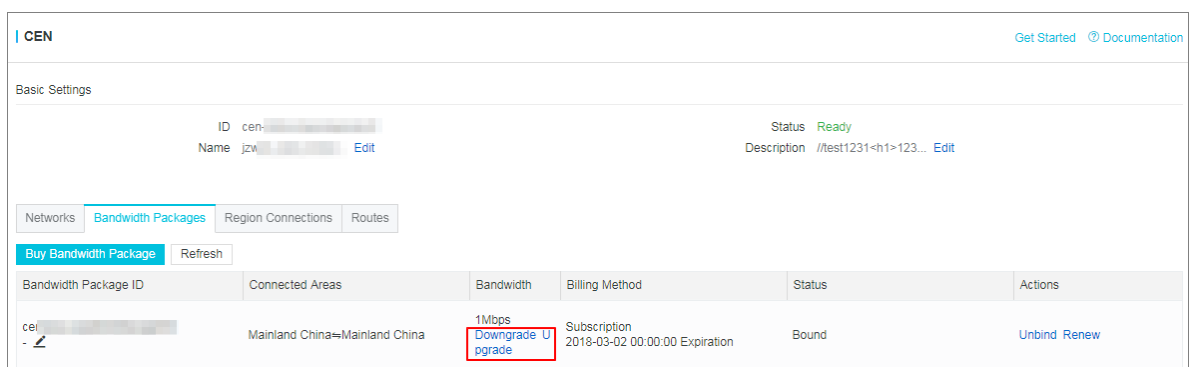 CEN
Get Started Documentation
Basic Settings
ID cen-
Status Ready
Name jzw Edit
Description //test1231<h1>123... Edit
Networks Bandwidth Packages Region Connections Routes
Buy Bandwidth Package Refresh
Bandwidth Package ID Connected Areas Bandwidth Billing Method Status Actions
cen
-
Mainland China⇋Mainland China
1Mbps
Downgrade U
pgrade
Subscription
2018-03-02 00:00:00 Expiration
Bound
Unbind Renew